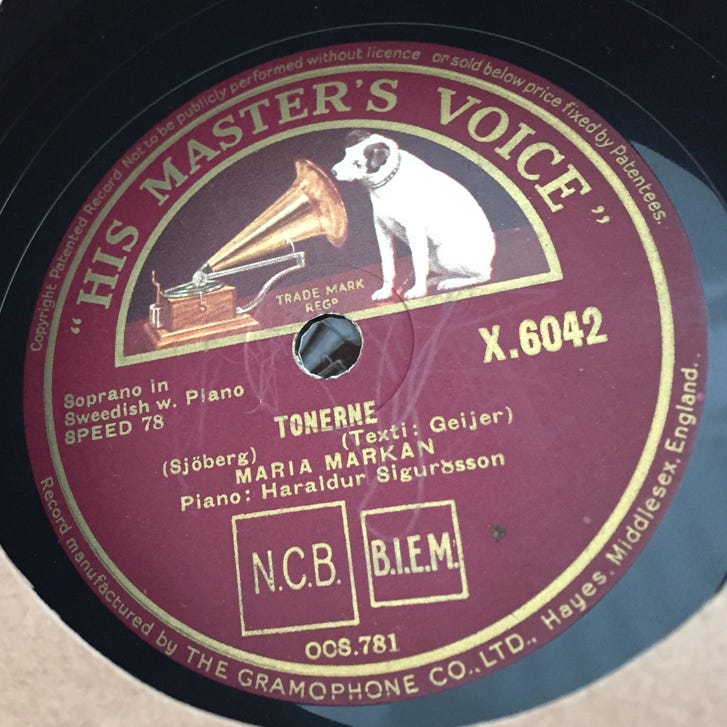 Copyright Patented Record Not to be publicly performed without licence or sold below price fixed by Patentees.
"HIS MASTER'S VOICE"
TRADE MARK
REGD
X.6042
Soprano in
Swedish w. Piano
SPEED 78
TONERNE
(Sjöberg) (Texti: Geijer)
MARIA MARKAN
Piano: Haraldur Sigurðsson
N.C.B. B.I.E.M.
OCS.781
Record manufactured by THE GRAMOPHONE CO., LTD., Hayes, Middlesex, England.